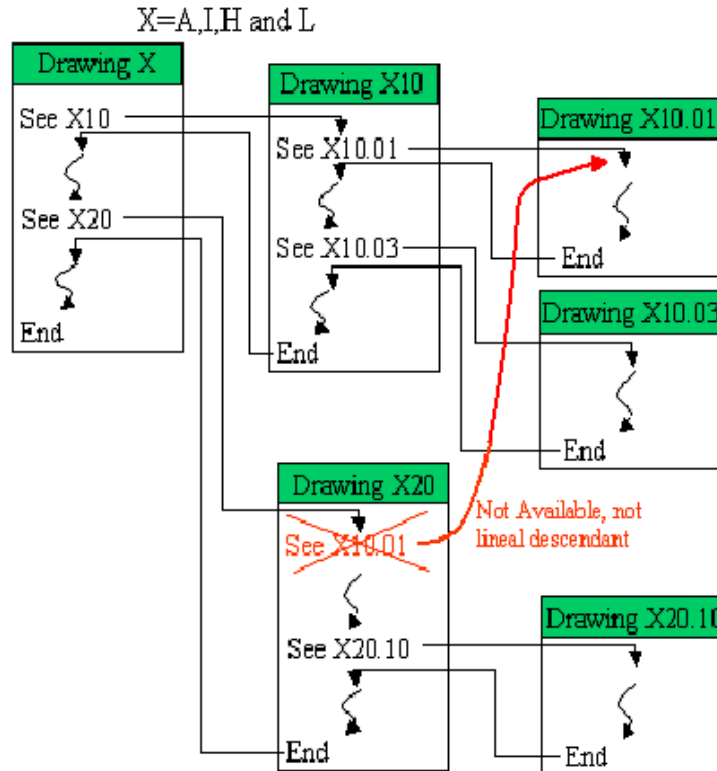 X=A,I,H and L
Drawing X
See X10
See X20
End
Drawing X10
See X10.01
See X10.03
End
Drawing X10.01
End
Drawing X10.03
End
Drawing X20
See X10.01
See X20.10
End
Not Available, not
lineal descendant
Drawing X20.10
End